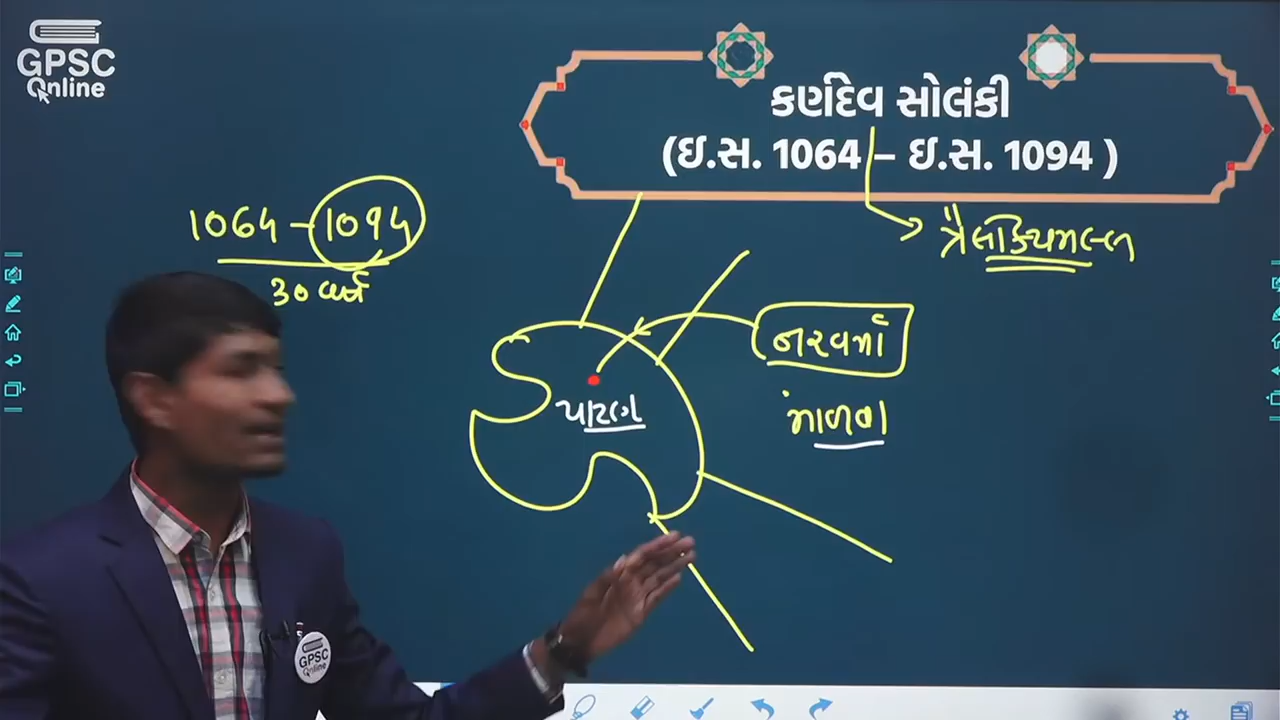 GPSC
Online
કર્ણદેવ સોલંકી
(ઇ.સ. 1064 – ઇ.સ. 1094 )
1064 - 1094
30 વર્ષ
ત્રૈલોક્યમલ્લ
નરવર્મા
પાટણ
માળવા
GPSC
Online